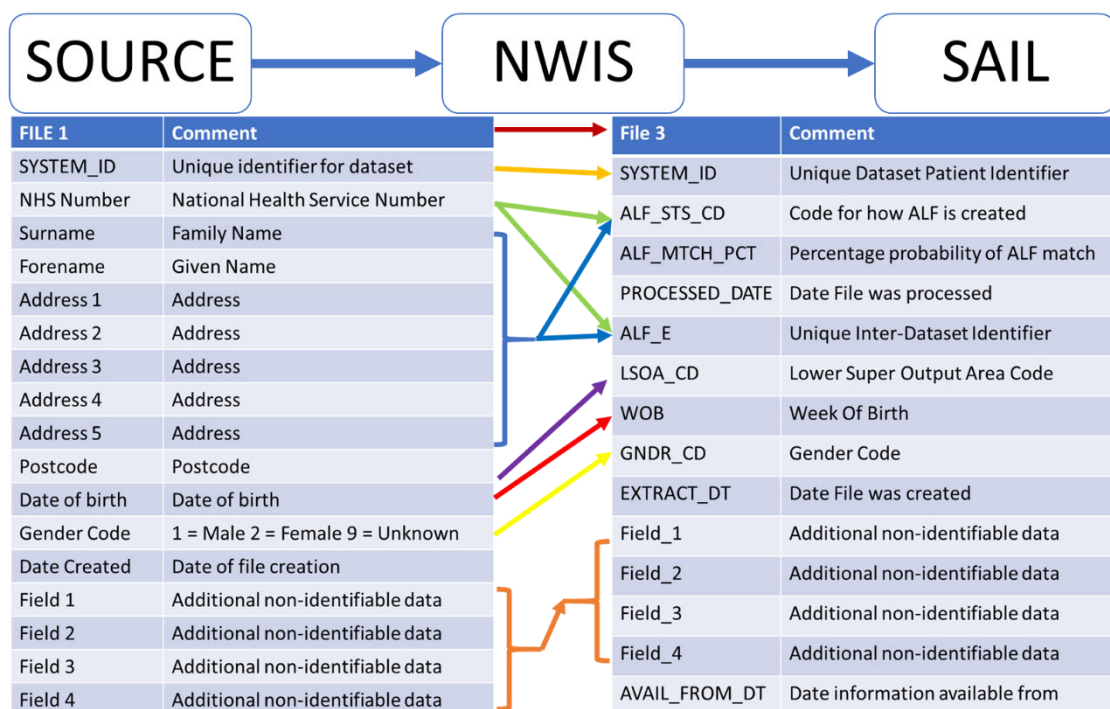 SOURCE NWIS SAIL
FILE 1 Comment
SYSTEM_ID Unique identifier for dataset
NHS Number National Health Service Number
Surname Family Name
Forename Given Name
Address 1 Address
Address 2 Address
Address 3 Address
Address 4 Address
Address 5 Address
Postcode Postcode
Date of birth Date of birth
Gender Code 1 = Male 2 = Female 9 = Unknown
Date Created Date of file creation
Field 1 Additional non-identifiable data
Field 2 Additional non-identifiable data
Field 3 Additional non-identifiable data
Field 4 Additional non-identifiable data
File 3 Comment
SYSTEM_ID Unique Dataset Patient Identifier
ALF_STS_CD Code for how ALF is created
ALF_MTCH_PCT Percentage probability of ALF match
PROCESSED_DATE Date File was processed
ALF_E Unique Inter-Dataset Identifier
LSOA_CD Lower Super Output Area Code
WOB Week Of Birth
GNDR_CD Gender Code
EXTRACT_DT Date File was created
Field_1 Additional non-identifiable data
Field_2 Additional non-identifiable data
Field_3 Additional non-identifiable data
Field_4 Additional non-identifiable data
AVAIL_FROM_DT Date information available from